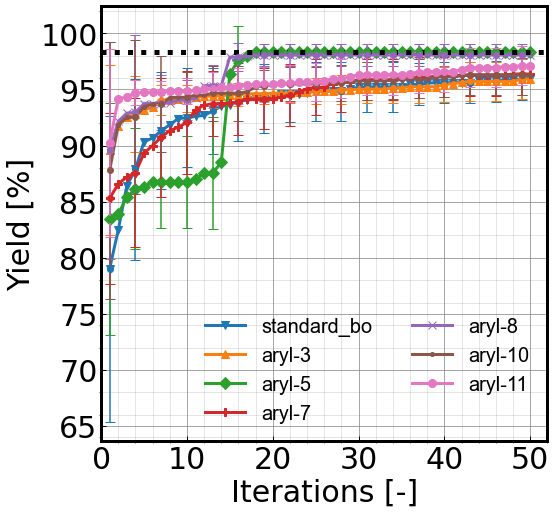 100
95
90
85
80
75
70
65
Yield [%]
standard_bo
aryl-3
aryl-5
aryl-7
aryl-8
aryl-10
aryl-11
0 10 20 30 40 50
Iterations [-]